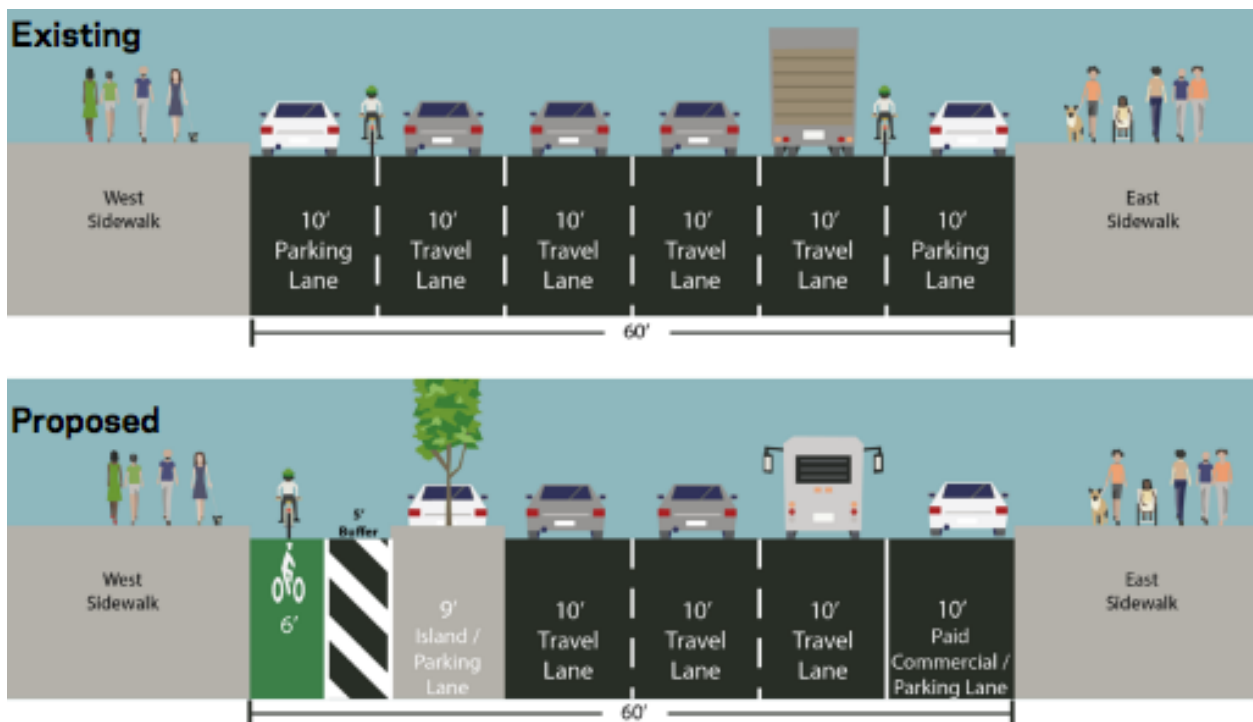 Existing
West
Sidewalk
10'
Parking
Lane
10'
Travel
Lane
10'
Travel
Lane
10'
Travel
Lane
10'
Travel
Lane
10'
Parking
Lane
East
Sidewalk
60'
Proposed
West
Sidewalk
6'
5'
Buffer
9'
Island /
Parking
Lane
10'
Travel
Lane
10'
Travel
Lane
10'
Travel
Lane
10'
Paid
Commercial /
Parking Lane
East
Sidewalk
60'